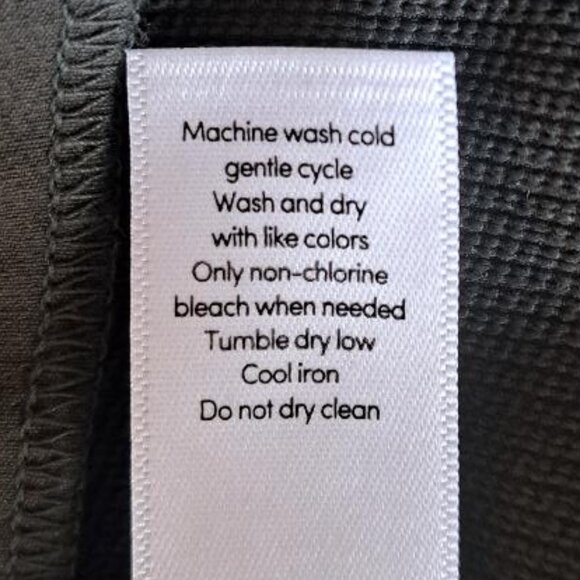 Machine wash cold
gentle cycle
Wash and dry
with like colors
Only non-chlorine
bleach when needed
Tumble dry low
Cool iron
Do not dry clean